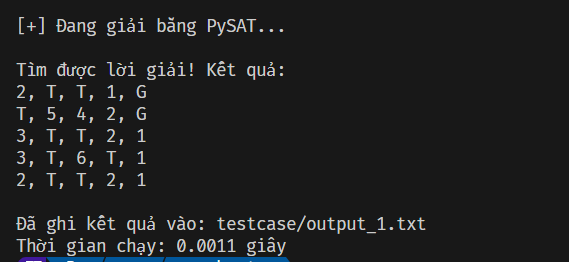 [+] Đang giải bằng PySAT...
Tìm được lời giải! Kết quả:
2, T, T, 1, G
T, 5, 4, 2, G
3, T, T, 2, 1
3, T, 6, T, 1
2, T, T, 2, 1
Đã ghi kết quả vào: testcase/output_1.txt
Thời gian chạy: 0.0011 giây